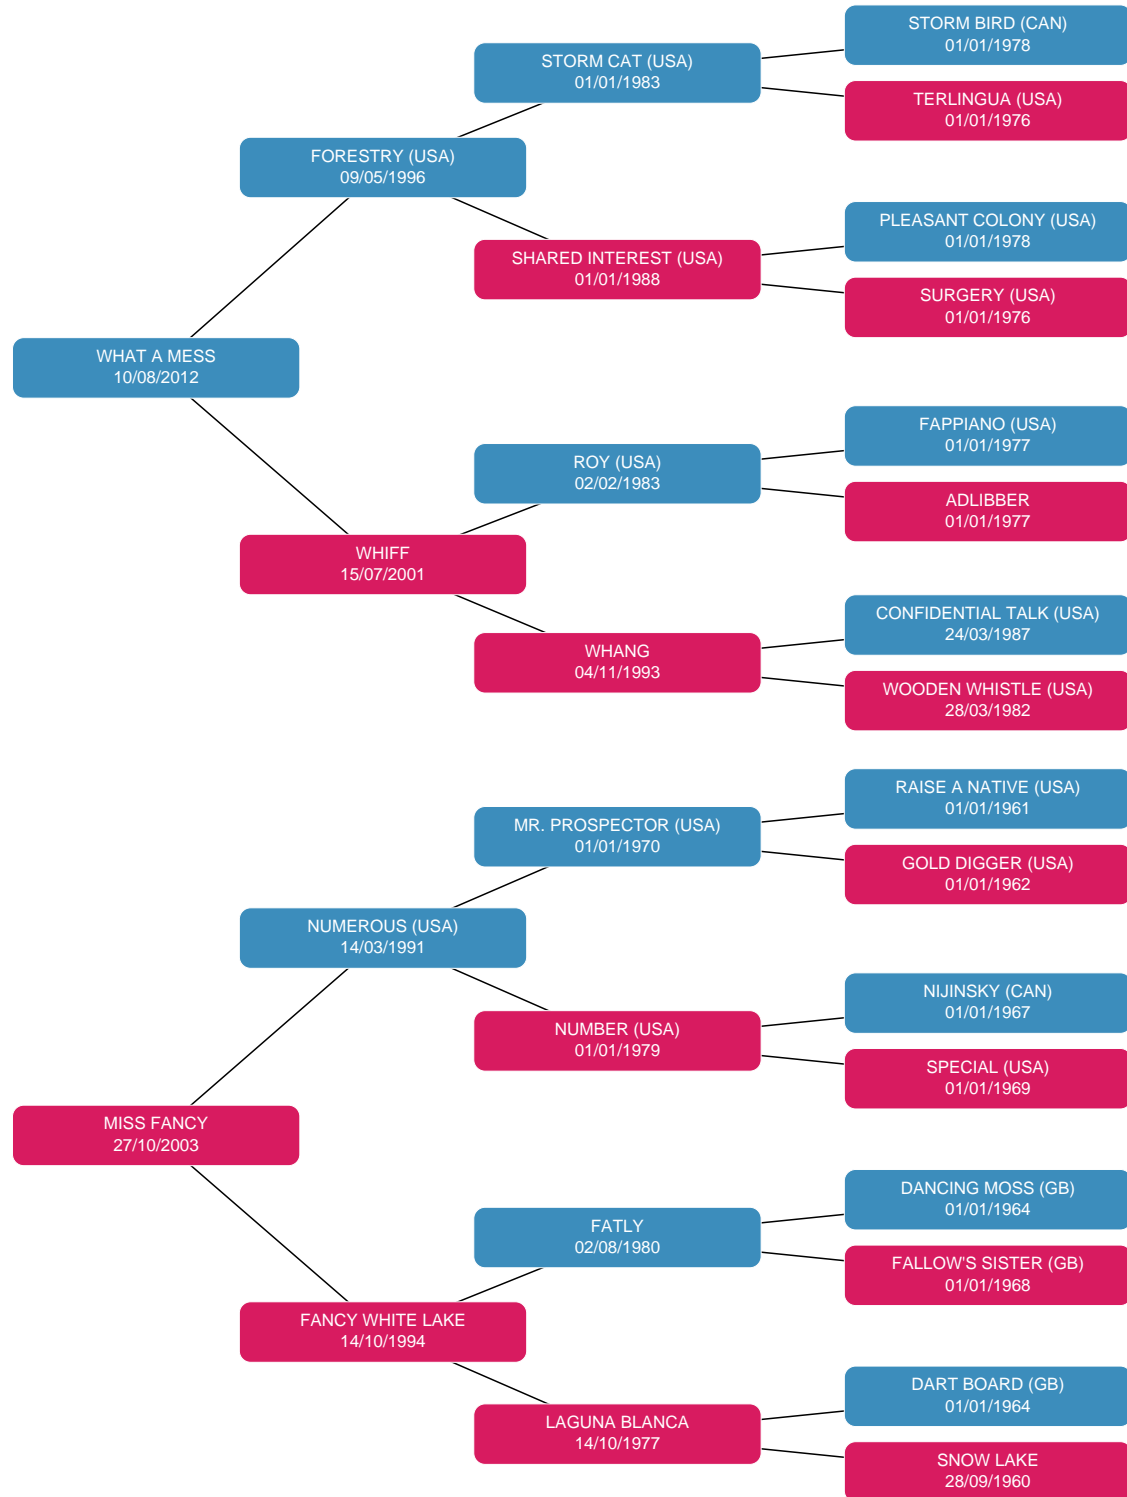 STORM BIRD (CAN)
01/01/1978
STORM CAT (USA)
01/01/1983
TERLINGUA (USA)
01/01/1976
FORESTRY (USA)
09/05/1996
PLEASANT COLONY (USA)
01/01/1978
SHARED INTEREST (USA)
01/01/1988
SURGERY (USA)
01/01/1976
WHAT A MESS
10/08/2012
FAPPIANO (USA)
01/01/1977
ROY (USA)
02/02/1983
ADLIBBER
01/01/1977
WHIFF
15/07/2001
CONFIDENTIAL TALK (USA)
24/03/1987
WHANG
04/11/1993
WOODEN WHISTLE (USA)
28/03/1982
RAISE A NATIVE (USA)
01/01/1961
MR. PROSPECTOR (USA)
01/01/1970
GOLD DIGGER (USA)
01/01/1962
NUMEROUS (USA)
14/03/1991
NIJINSKY (CAN)
01/01/1967
NUMBER (USA)
01/01/1979
SPECIAL (USA)
01/01/1969
MISS FANCY
27/10/2003
DANCING MOSS (GB)
01/01/1964
FATLY
02/08/1980
FALLOW'S SISTER (GB)
01/01/1968
FANCY WHITE LAKE
14/10/1994
DART BOARD (GB)
01/01/1964
LAGUNA BLANCA
14/10/1977
SNOW LAKE
28/09/1960